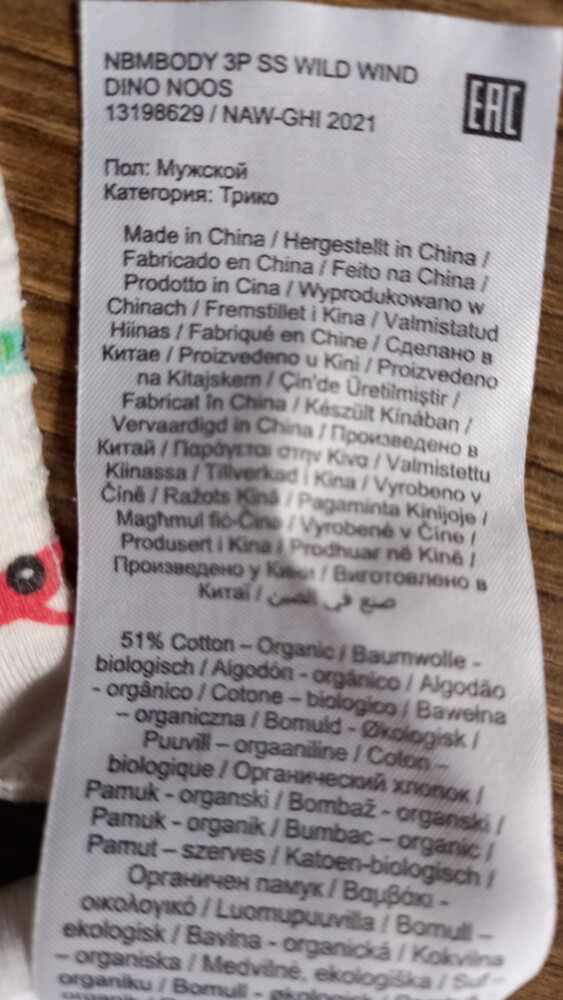 NBMBODY 3P SS WILD WIND
DINO NOOS
13198629 / NAW-GHI 2021
EAC
Пол: Мужской
Категория: Трико
Made in China / Hergestellt in China /
Fabricado en China / Feito na China /
Prodotto in Cina / Wyprodukowano w
Chinach / Fremstillet i Kina / Valmistatud
Hiinas / Fabriqué en Chine / Сделано в
Китае / Proizvedeno u Kini / Proizvedeno
na Kitajskem / Çin'de Üretilmiştir /
Fabricat în China / Készült Kínában /
Vervaardigd in China / Произведено в
Китай / Παράγεται στην Κίνα / Valmistettu
Kiinassa / Tillverkad i Kina / Vyrobeno v
Číně / Ražots Ķīnā / Pagaminta Kinijoje /
Magħmul fiċ-Ċina / Vyrobené v Číne /
Produsert i Kina / Prodhuar në Kinë /
Произведено у Кини / Виготовлено в
Китаї / صنع في الصين
51% Cotton – Organic / Baumwolle -
biologisch / Algodón - orgánico / Algodão
- orgânico / Cotone – biologico / Bawełna
– organiczna / Bomuld - Økologisk /
Puuvill – orgaaniline / Coton –
biologique / Органический хлопок /
Pamuk - organski / Bombaž - organski /
Pamuk - organik / Bumbac – organic /
Pamut – szerves / Katoen-biologisch /
Органичен памук / Βαμβάκι -
οικολογικό / Luomupuuvilla / Bomull –
ekologisk / Bavlna - organická / Kokvilna
– organiska / Medvilnė, ekologiška / Suf -
organiku / Bomull - økologisk /